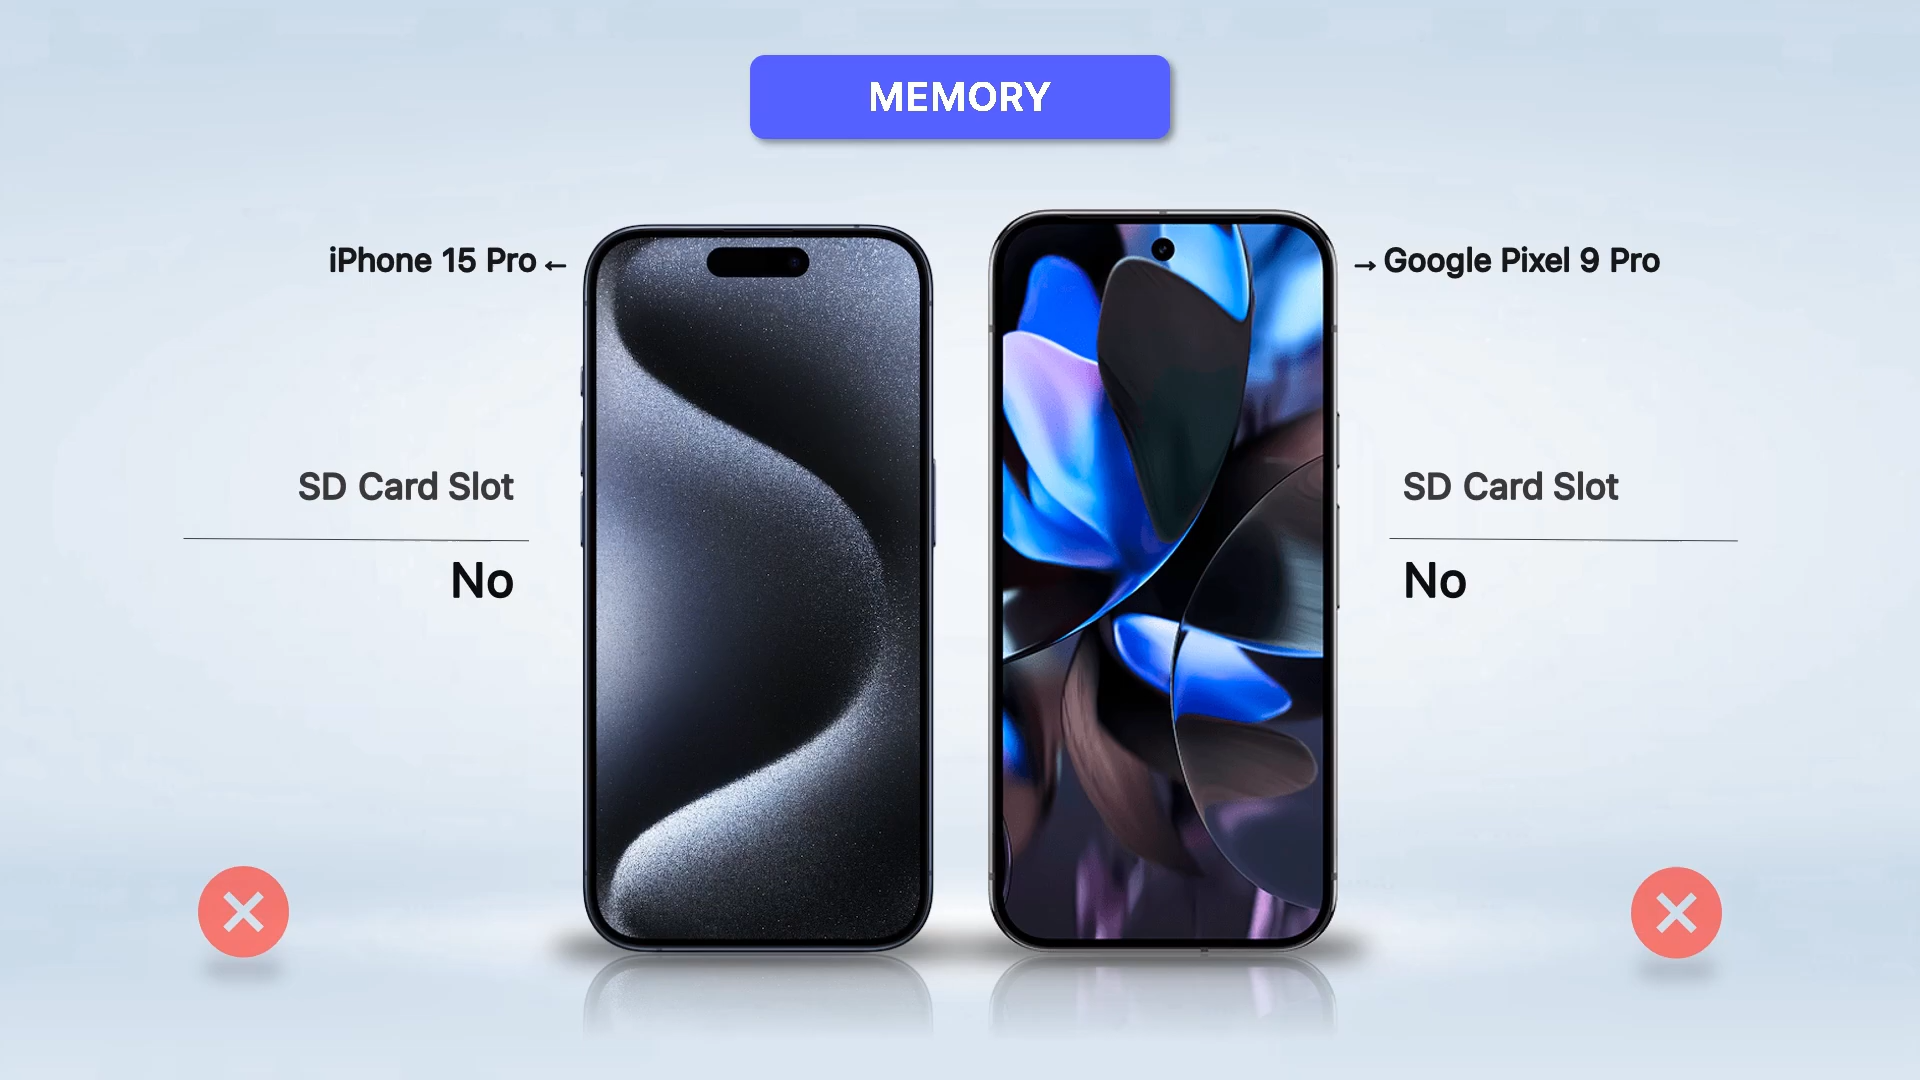 MEMORY
iPhone 15 Pro ←
→ Google Pixel 9 Pro
SD Card Slot
No
SD Card Slot
No